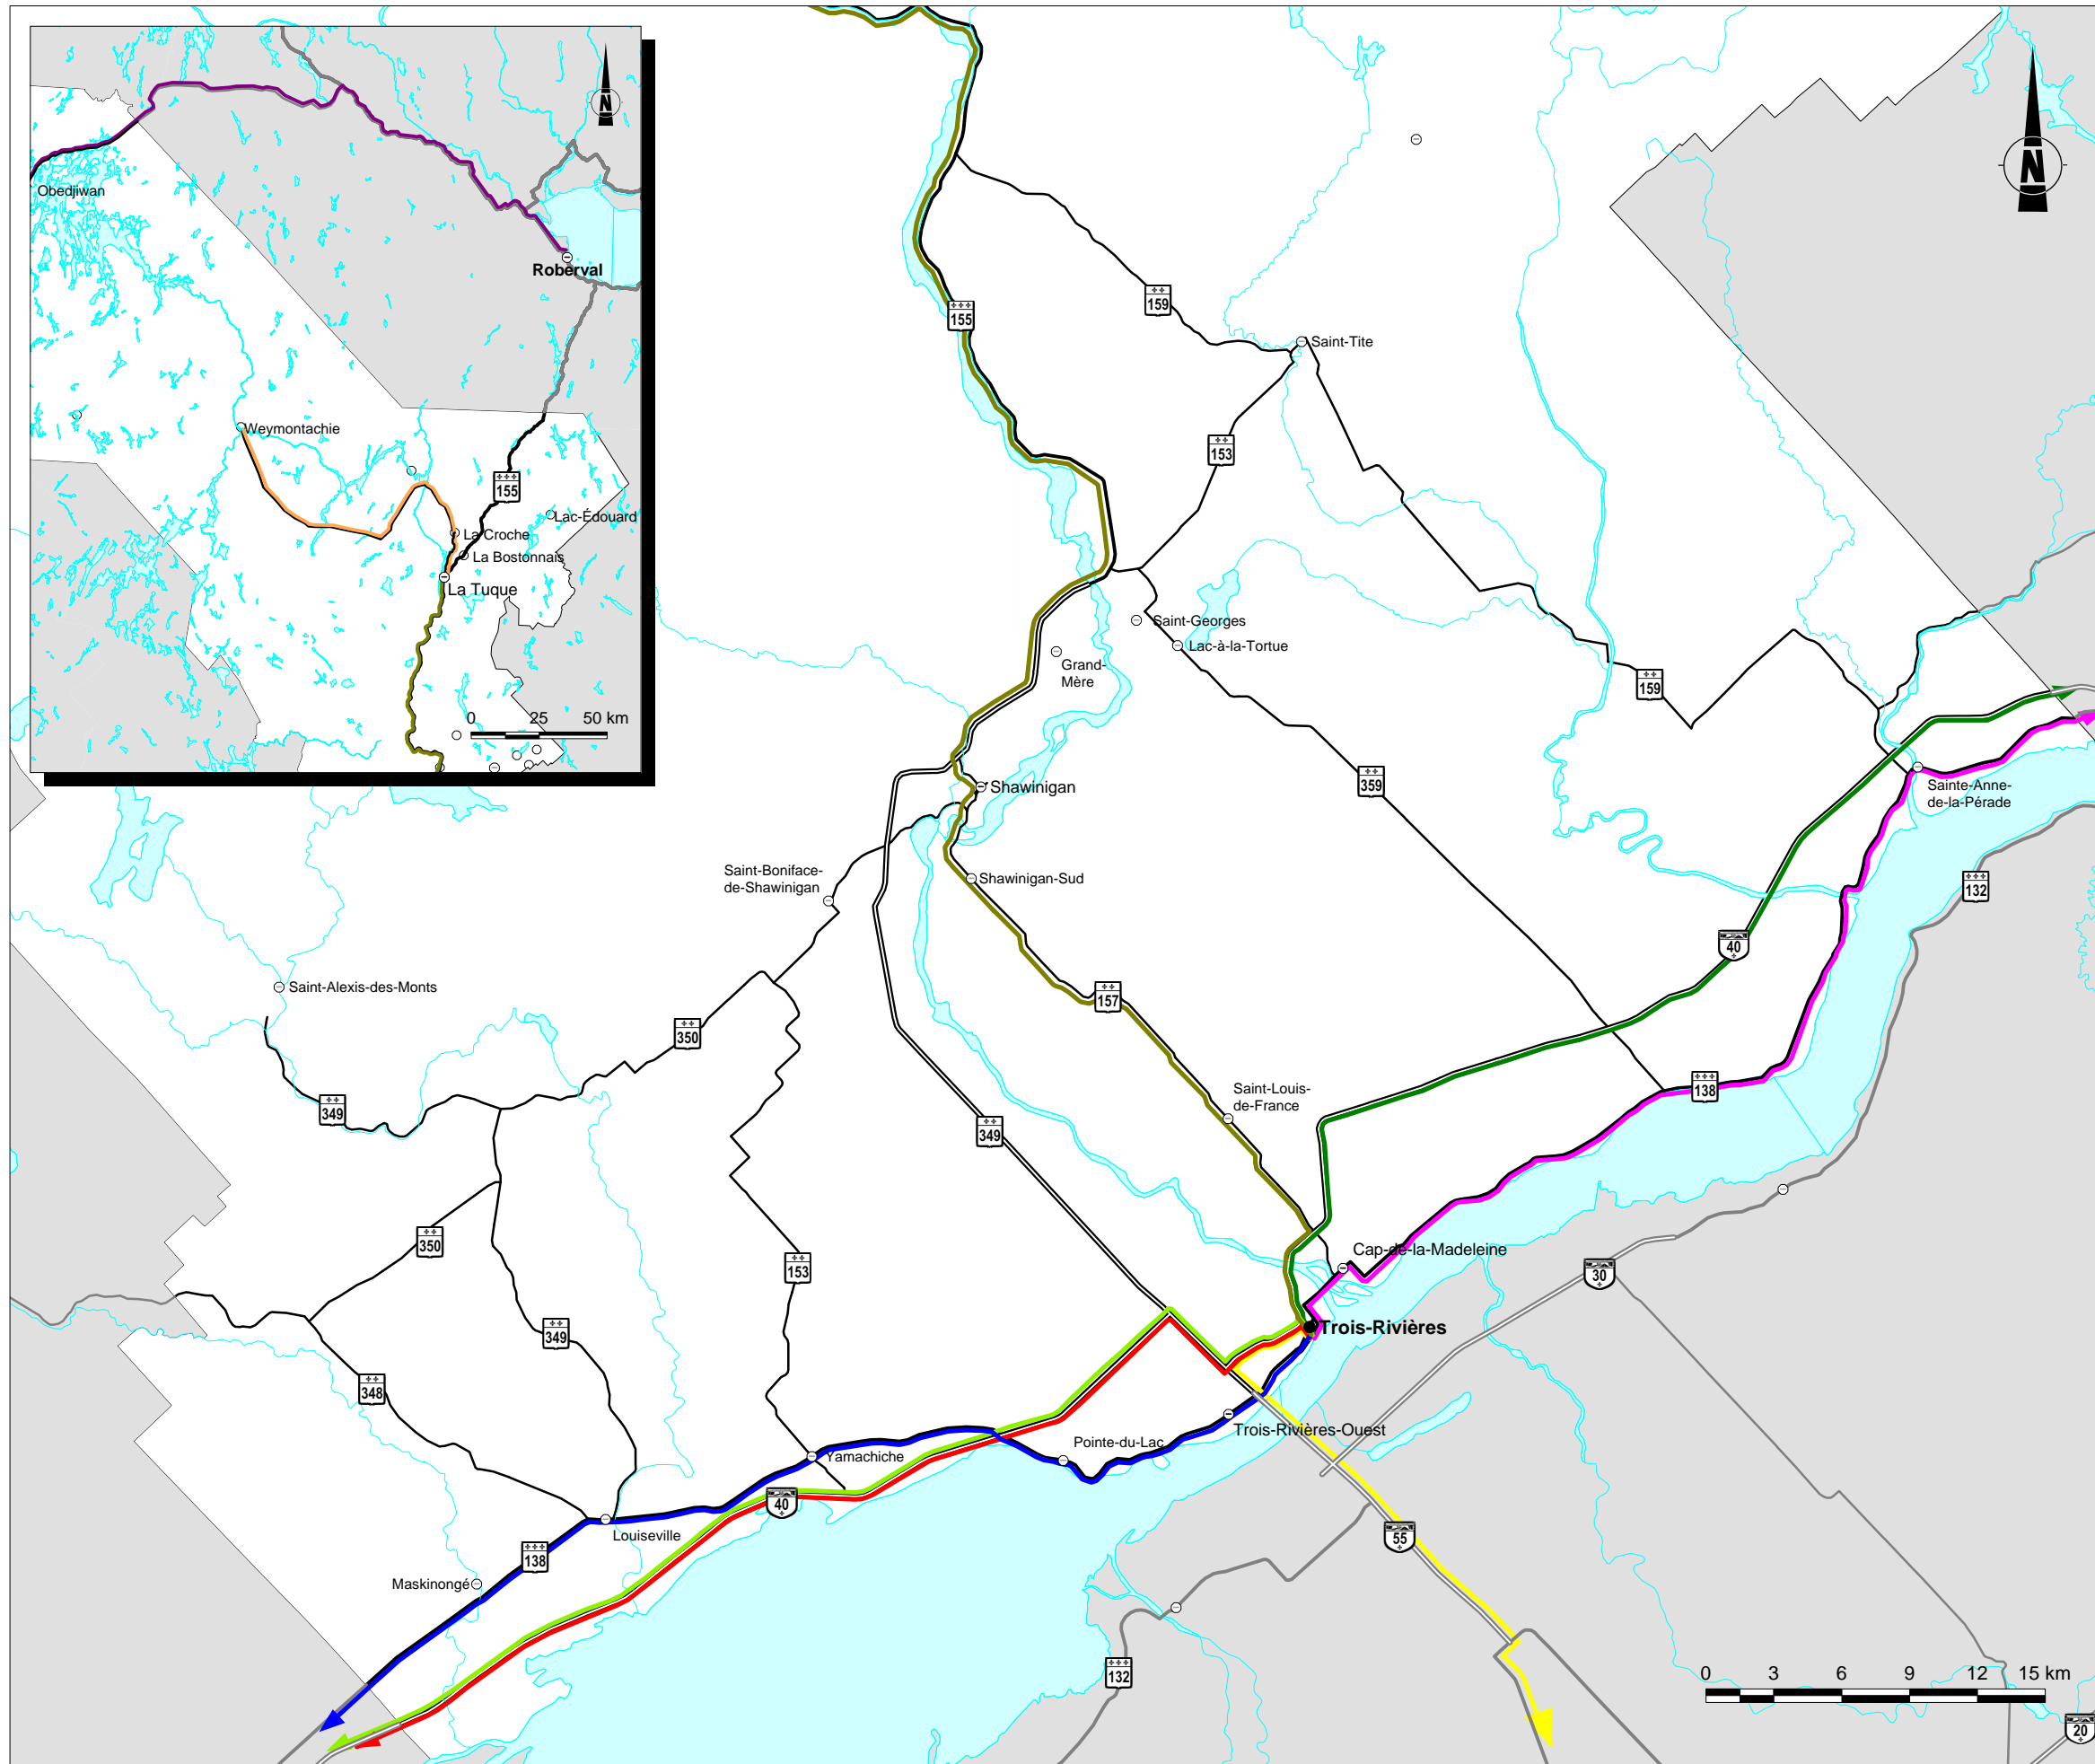 N
Obedjiwan
Roberval
Weymontachie
155
Lac-Édouard
La Croche
La Bostonnais
La Tuque
0 25 50 km
N
155
159
Saint-Tite
153
Saint-Georges
Lac-à-la-Tortue
Grand-
Mère
159
359
Shawinigan
Sainte-Anne-
de-la-Pérade
Saint-Boniface-
de-Shawinigan
Shawinigan-Sud
132
40
Saint-Alexis-des-Monts
157
350
349
Saint-Louis-
de-France
138
349
350
153
Cap-de-la-Madeleine
30
349
Trois-Rivières
348
Trois-Rivières-Ouest
Pointe-du-Lac
Yamachiche
40
Louiseville
55
138
Maskinongé
132
0 3 6 9 12 15 km
20